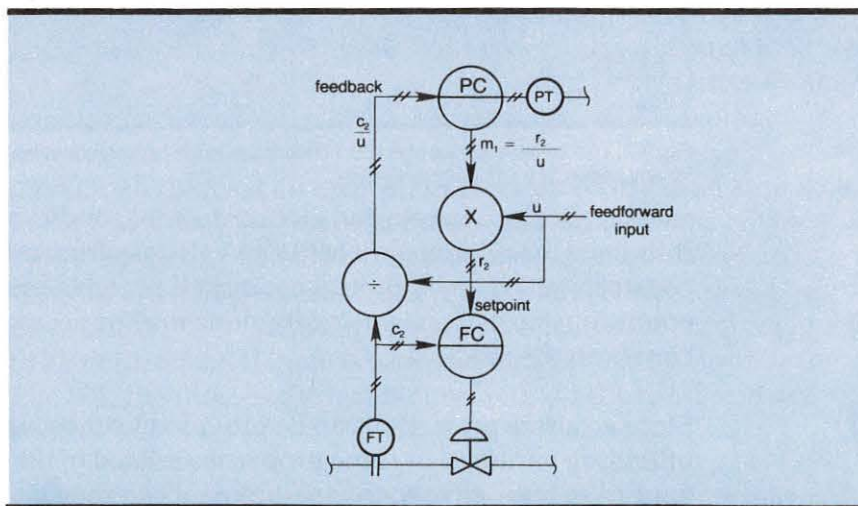 feedback
PC
PT
c₂
u
m₁ = r₂
u
X
u
feedforward
input
r₂
÷
setpoint
c₂
FC
FT